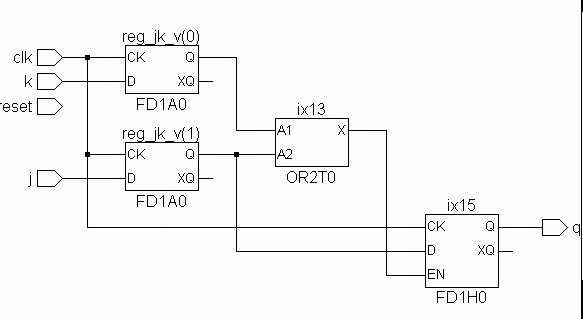 reg_jk_v(0)
clk CK Q
k D XQ
reset FD1A0
ix13
reg_jk_v(1) A1 X
CK Q A2
j D XQ OR2T0
FD1A0
ix15
CK Q q
D XQ
EN
FD1H0